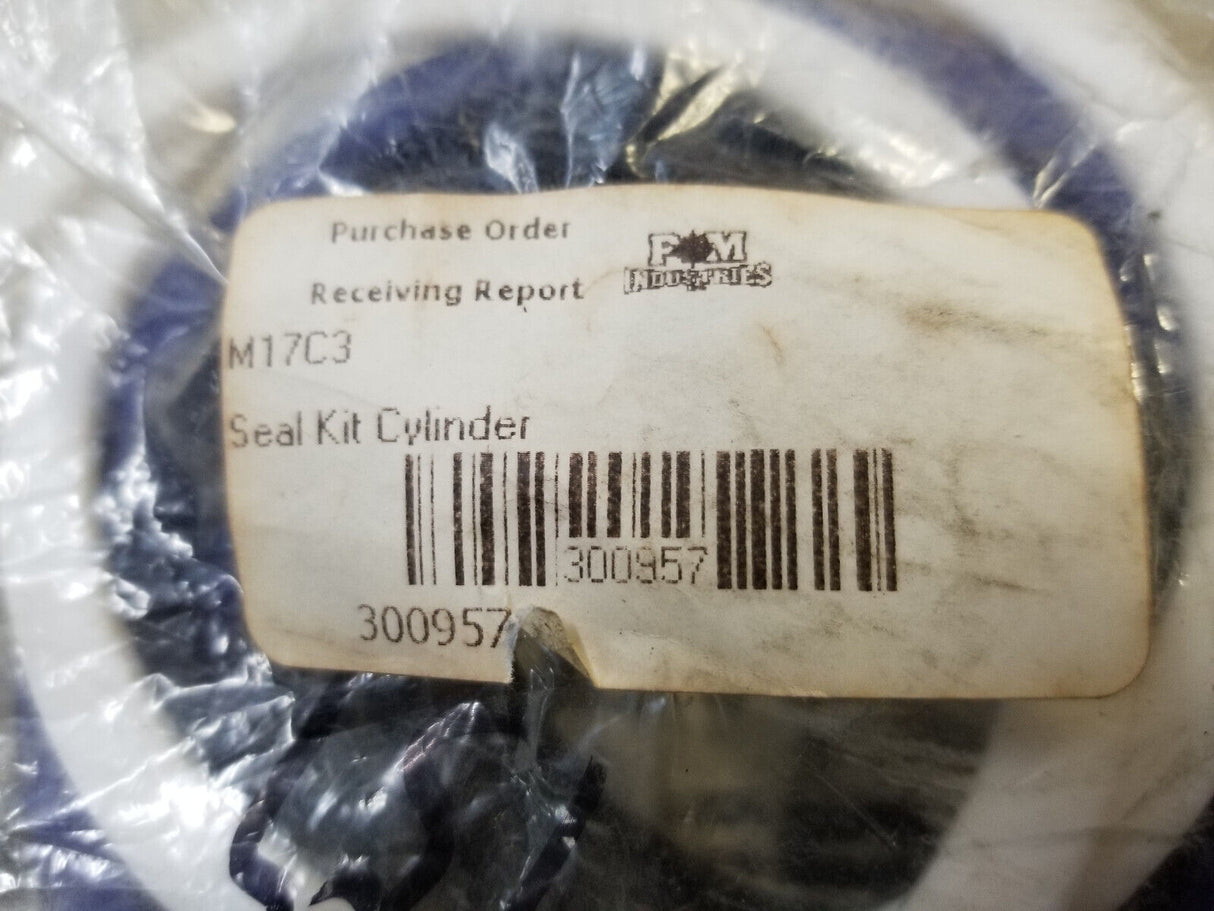 Purchase Order
Receiving Report
INDUSTRIES
M17C3
Seal Kit Cylinder
300957
300957